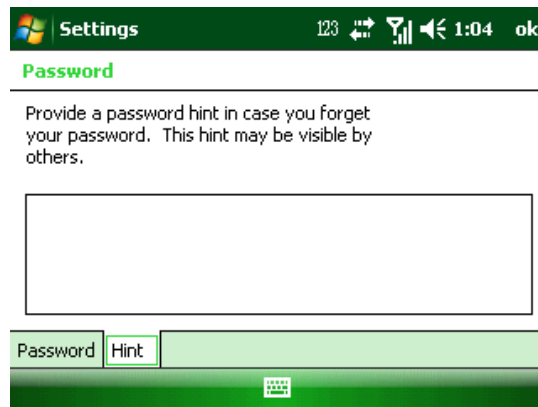 Settings 123 1:04 ok
Password
Provide a password hint in case you forget
your password.  This hint may be visible by
others.
Password Hint